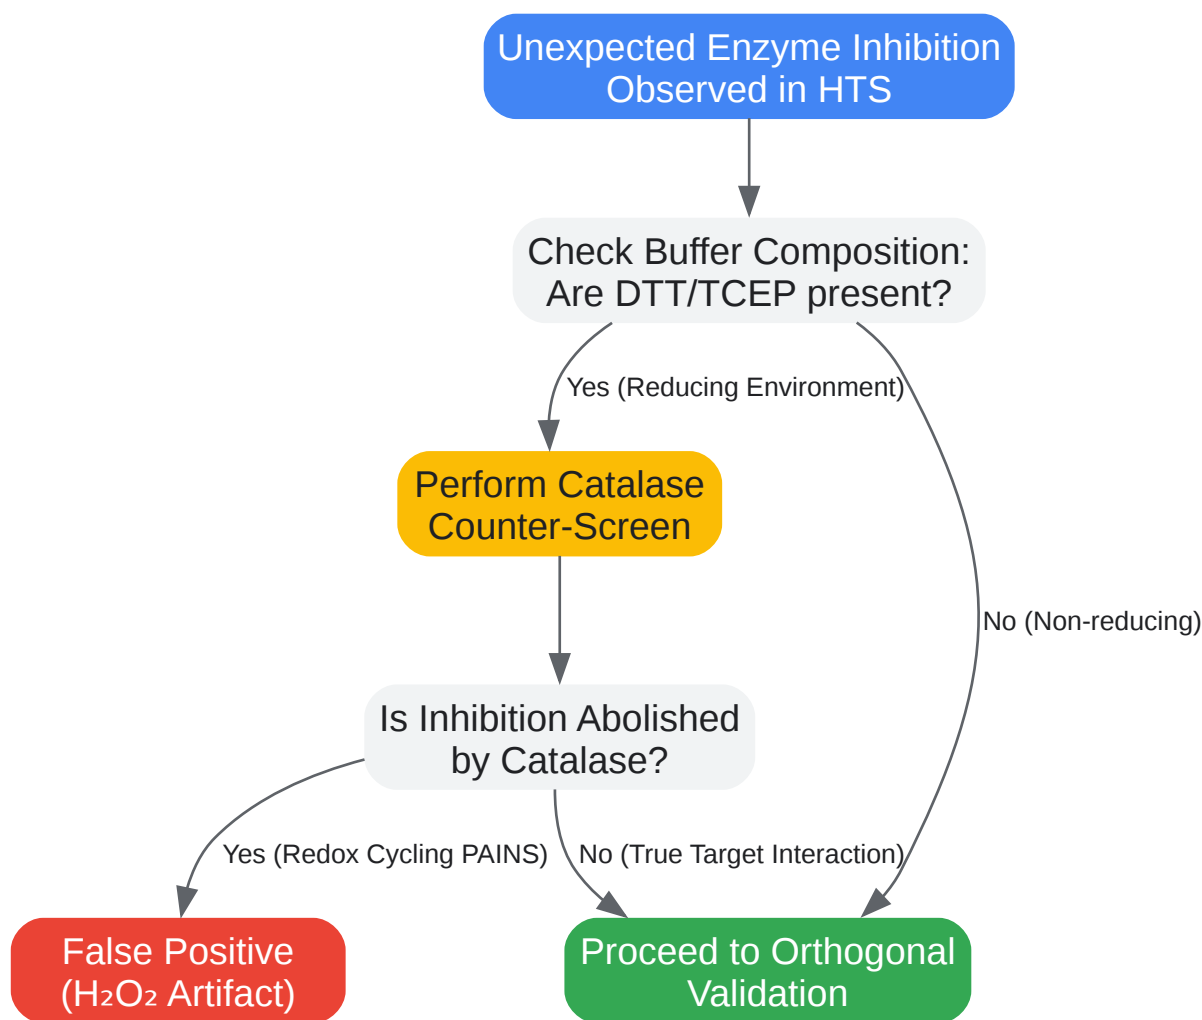 Unexpected Enzyme Inhibition
Observed in HTS
Check Buffer Composition:
Are DTT/TCEP present?
Yes (Reducing Environment)
Perform Catalase
Counter-Screen
No (Non-reducing)
Is Inhibition Abolished
by Catalase?
Yes (Redox Cycling PAINS)
No (True Target Interaction)
False Positive
(H₂O₂ Artifact)
Proceed to Orthogonal
Validation